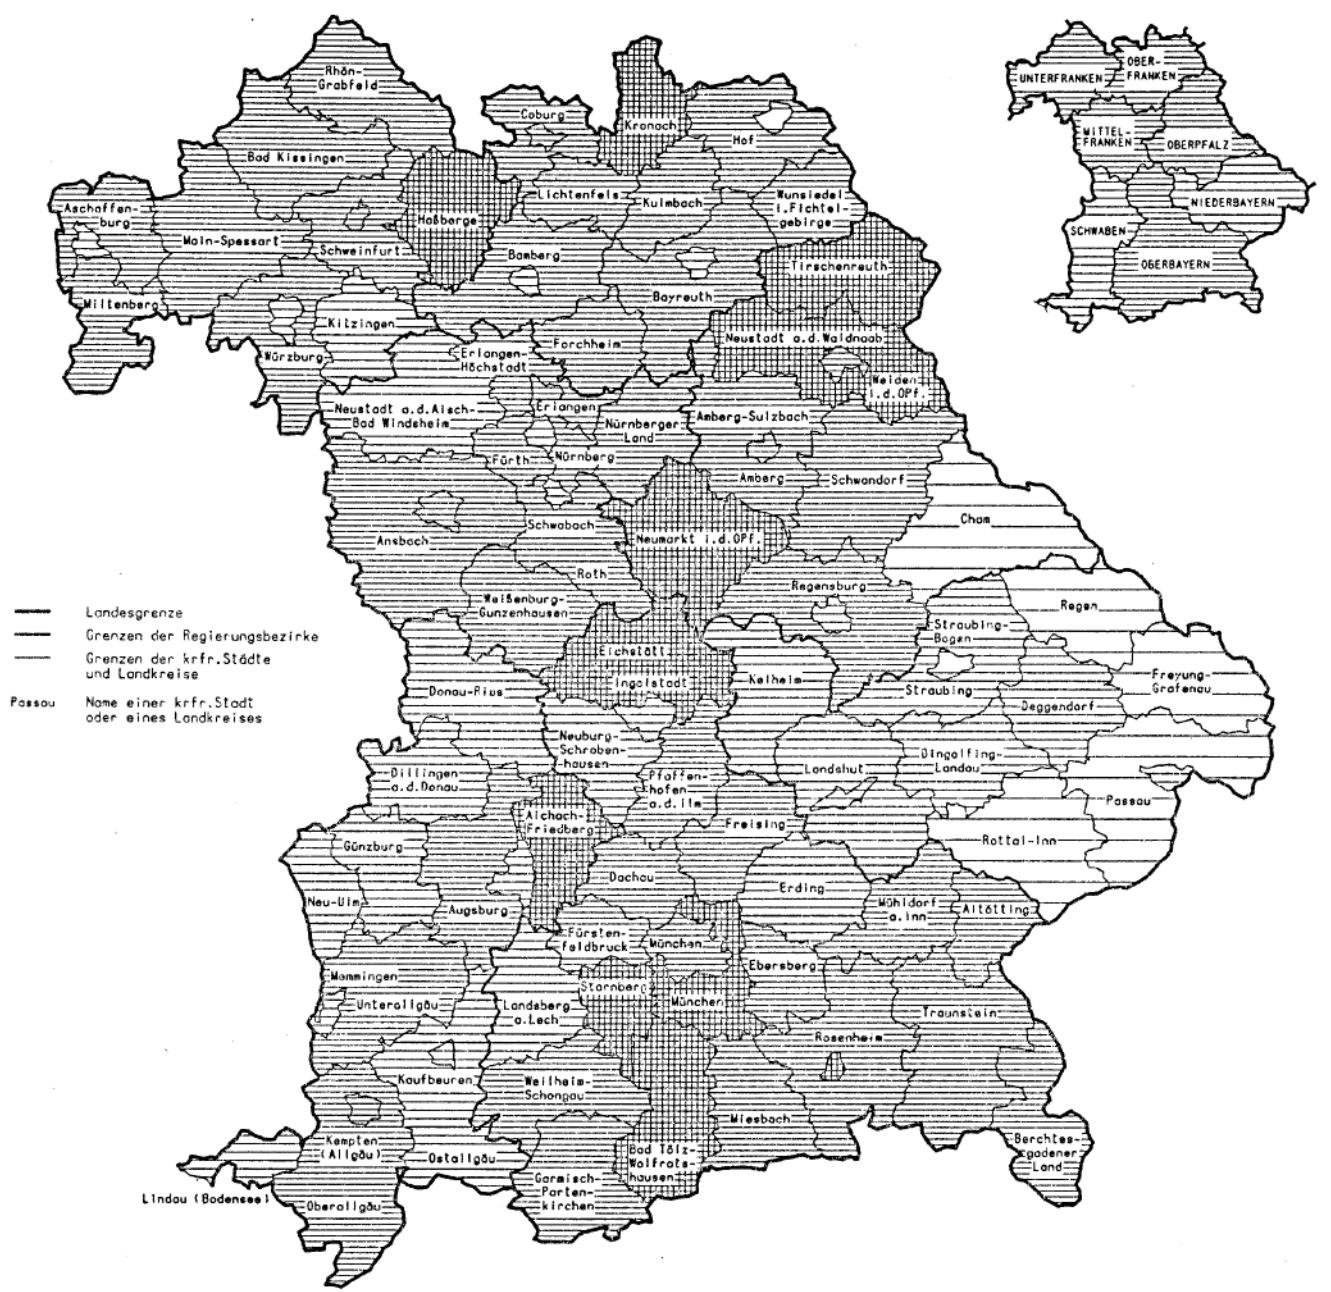 Rhön-
Grabfeld
Coburg
Kronach
Hof
Bad Kissingen
Lichtenfels
Kulmbach
Wunsiedel
i.Fichtel-
gebirge
Aschaffen-
burg
Haßberge
Main-Spessart
Schweinfurt
Bamberg
Tirschenreuth
Bayreuth
Miltenberg
Kitzingen
Neustadt a.d.Waldnaab
Forchheim
Würzburg
Erlangen-
Höchstadt
Weiden
i.d.OPf.
Neustadt a.d.Aisch-
Bad Windsheim
Erlangen
Nürnberger
Land
Amberg-Sulzbach
Fürth
Nürnberg
Amberg
Schwandorf
Cham
Schwabach
Ansbach
Neumarkt i.d.OPf.
Roth
Regensburg
Weißenburg-
Gunzenhausen
Regen
Straubing-
Bogen
Eichstätt
Ingolstadt
Kelheim
Freyung-
Grafenau
Donau-Ries
Straubing
Deggendorf
Neuburg-
Schroben-
hausen
Dingolfing-
Landau
Landshut
Dillingen
a.d.Donau
Pfaffen-
hofen
a.d.Ilm
Passau
Aichach-
Friedberg
Freising
Rottal-Inn
Günzburg
Dachau
Erding
Neu-Ulm
Augsburg
Mühldorf
a.Inn
Altötting
Fürsten-
feldbruck
München
Ebersberg
Memmingen
Unterallgäu
Starnberg
München
Landsberg
a.Lech
Traunstein
Rosenheim
Kaufbeuren
Weilheim-
Schongau
Miesbach
Kempten
(Allgäu)
Ostallgäu
Bad Tölz-
Wolfrats-
hausen
Berchtes-
gadener
Land
Garmisch-
Parten-
kirchen
Lindau (Bodensee)
Oberallgäu
UNTERFRANKEN
OBER-
FRANKEN
MITTEL-
FRANKEN
OBERPFALZ
NIEDERBAYERN
SCHWABEN
OBERBAYERN
Landesgrenze
Grenzen der Regierungsbezirke
Grenzen der krfr.Städte
und Landkreise
Passau Name einer krfr.Stadt
oder eines Landkreises